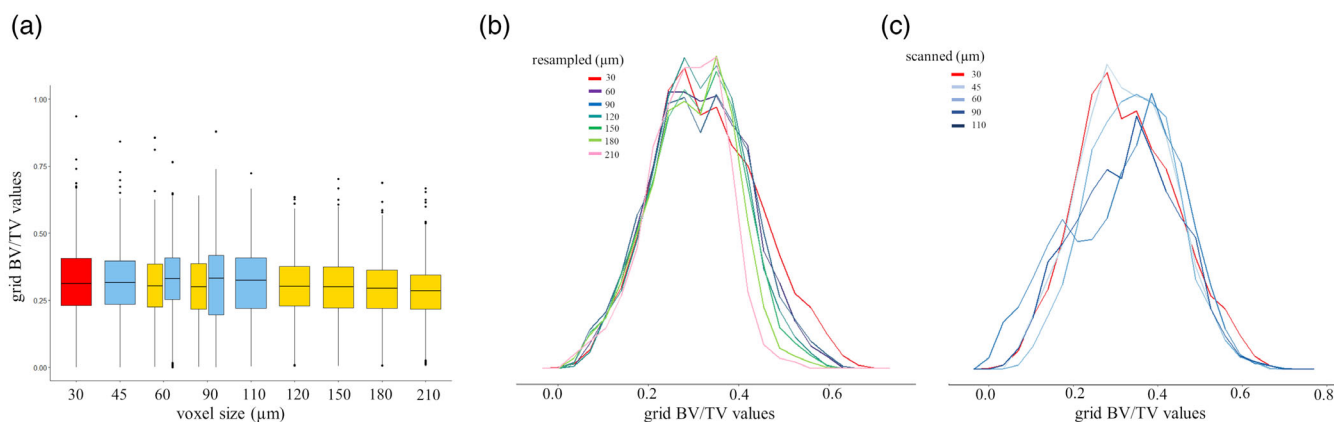 (a)
grid BV/TV values
1.00
0.75
0.50
0.25
0.00
30 45 60 90 110 120 150 180 210
voxel size (µm)
(b)
resampled (µm)
30
60
90
120
150
180
210
0.0 0.2 0.4 0.6
grid BV/TV values
(c)
scanned (µm)
30
45
60
90
110
0.0 0.2 0.4 0.6 0.8
grid BV/TV values